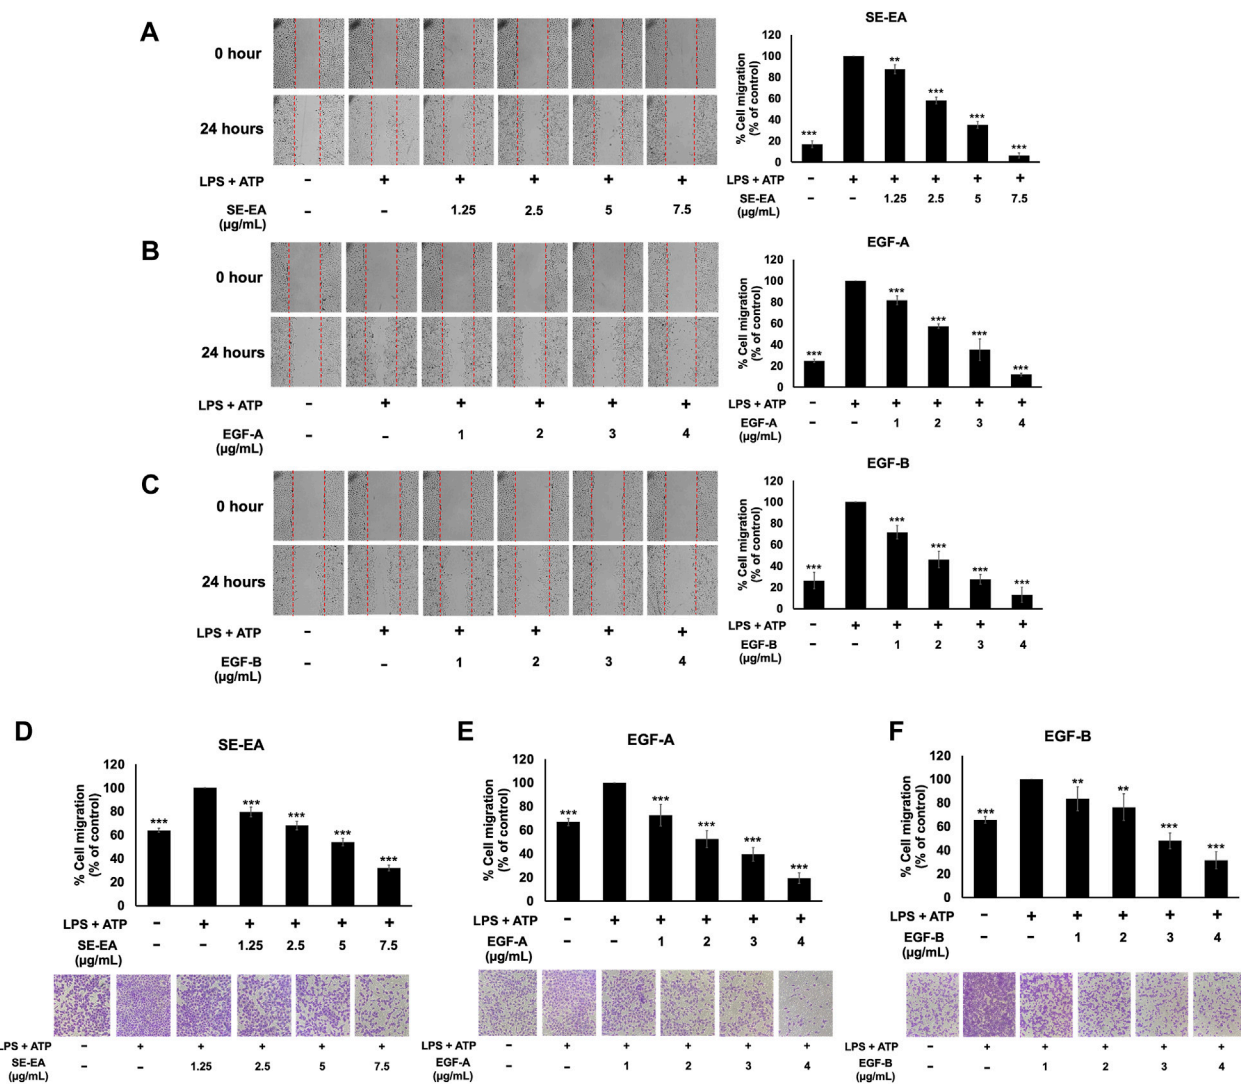 A
0 hour
24 hours
LPS + ATP - + + + + +
SE-EA - - 1.25 2.5 5 7.5
(µg/mL)
SE-EA
% Cell migration
(% of control)
120
100
80
60
40
20
0
*** ** *** *** ***
LPS + ATP - + + + + +
SE-EA - - 1.25 2.5 5 7.5
(µg/mL)
B
0 hour
24 hours
LPS + ATP - + + + + +
EGF-A - - 1 2 3 4
(µg/mL)
EGF-A
% Cell migration
(% of control)
120
100
80
60
40
20
0
*** *** *** *** ***
LPS + ATP - + + + + +
EGF-A - - 1 2 3 4
(µg/mL)
C
0 hour
24 hours
LPS + ATP - + + + + +
EGF-B - - 1 2 3 4
(µg/mL)
EGF-B
% Cell migration
(% of control)
120
100
80
60
40
20
0
*** *** *** *** ***
LPS + ATP - + + + + +
EGF-B - - 1 2 3 4
(µg/mL)
D
SE-EA
% Cell migration
(% of control)
120
100
80
60
40
20
0
*** *** *** *** ***
LPS + ATP - + + + + +
SE-EA - - 1.25 2.5 5 7.5
(µg/mL)
LPS + ATP - + + + + +
SE-EA - - 1.25 2.5 5 7.5
(µg/mL)
E
EGF-A
% Cell migration
(% of control)
120
100
80
60
40
20
0
*** *** *** *** ***
LPS + ATP - + + + + +
EGF-A - - 1 2 3 4
(µg/mL)
LPS + ATP - + + + + +
EGF-A - - 1 2 3 4
(µg/mL)
F
EGF-B
% Cell migration
(% of control)
120
100
80
60
40
20
0
*** ** ** *** ***
LPS + ATP - + + + + +
EGF-B - - 1 2 3 4
(µg/mL)
LPS + ATP - + + + + +
EGF-B - - 1 2 3 4
(µg/mL)